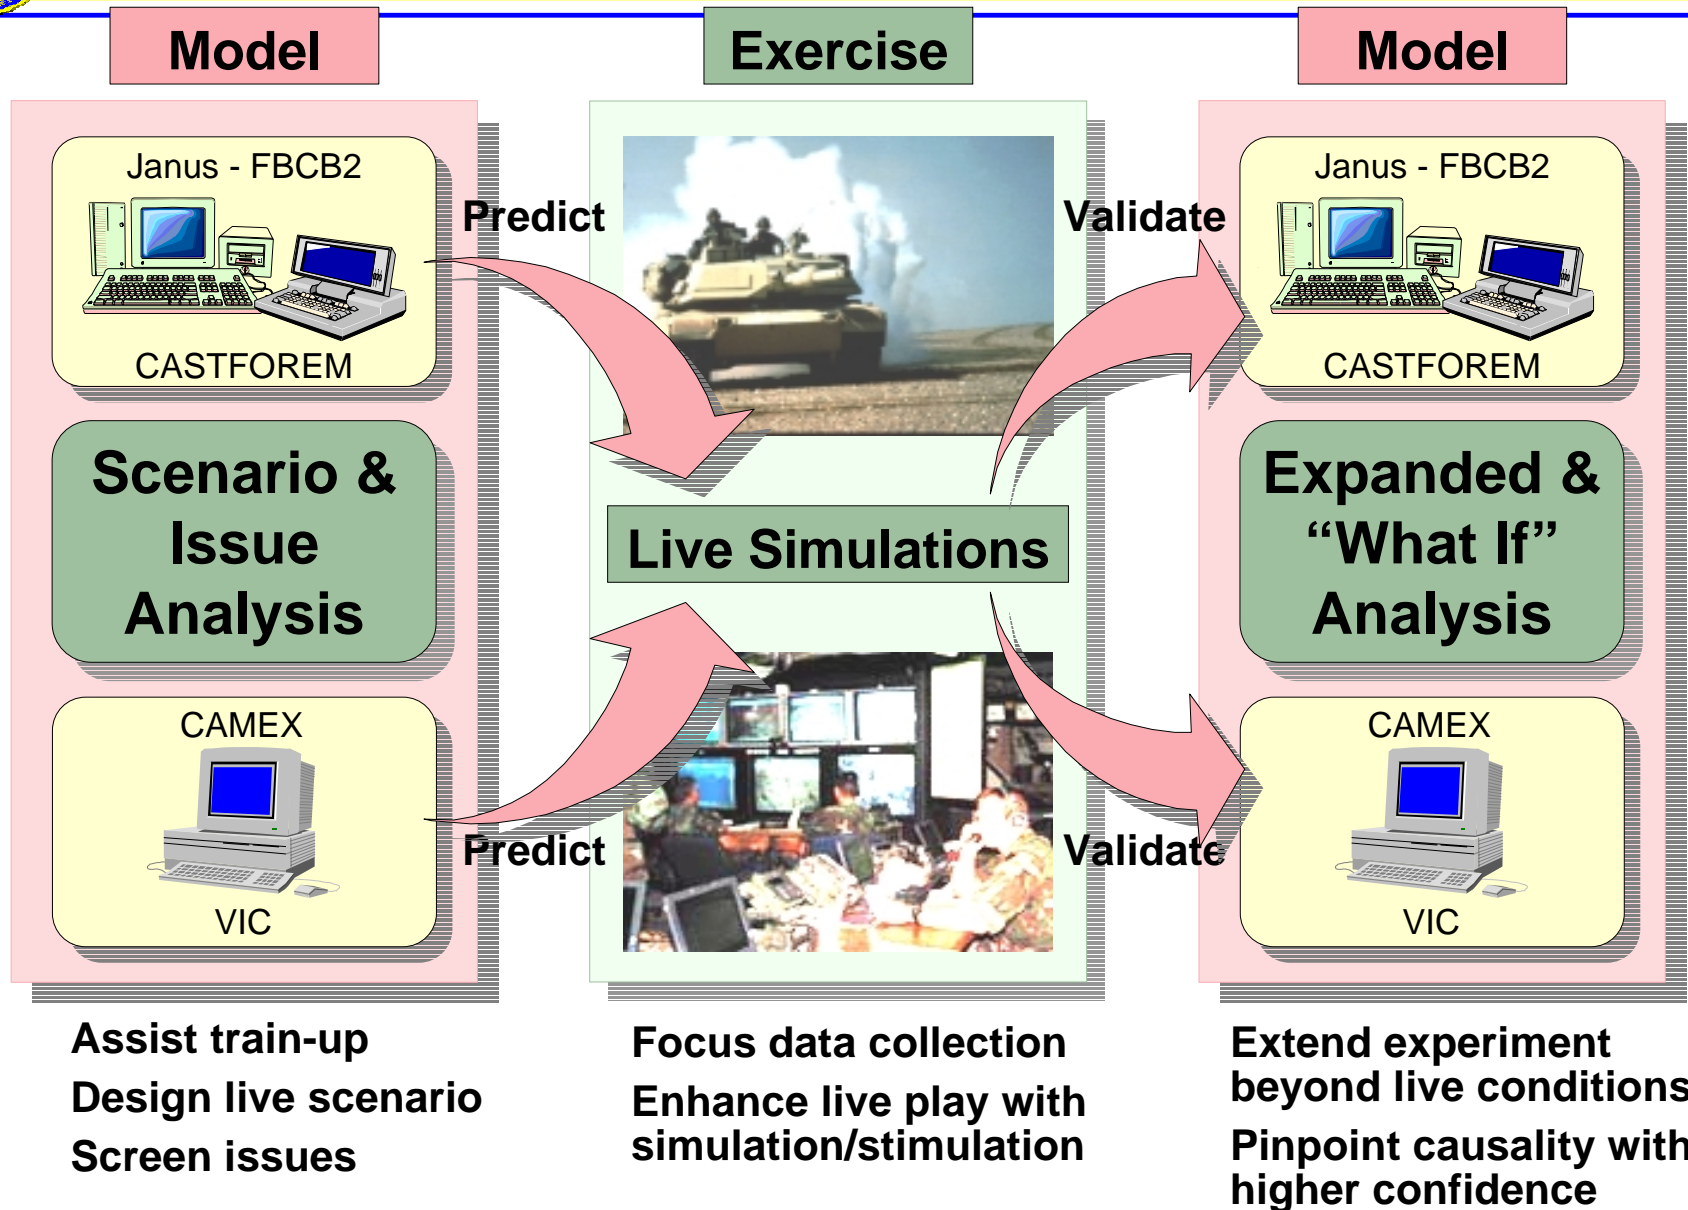 Model
Exercise
Model
Janus - FBCB2
CASTFOREM
Scenario &
Issue
Analysis
CAMEX
VIC
Predict
Predict
Live Simulations
Validate
Validate
Janus - FBCB2
CASTFOREM
Expanded &
“What If”
Analysis
CAMEX
VIC
Assist train-up
Design live scenario
Screen issues
Focus data collection
Enhance live play with
simulation/stimulation
Extend experiment
beyond live conditions
Pinpoint causality with
higher confidence